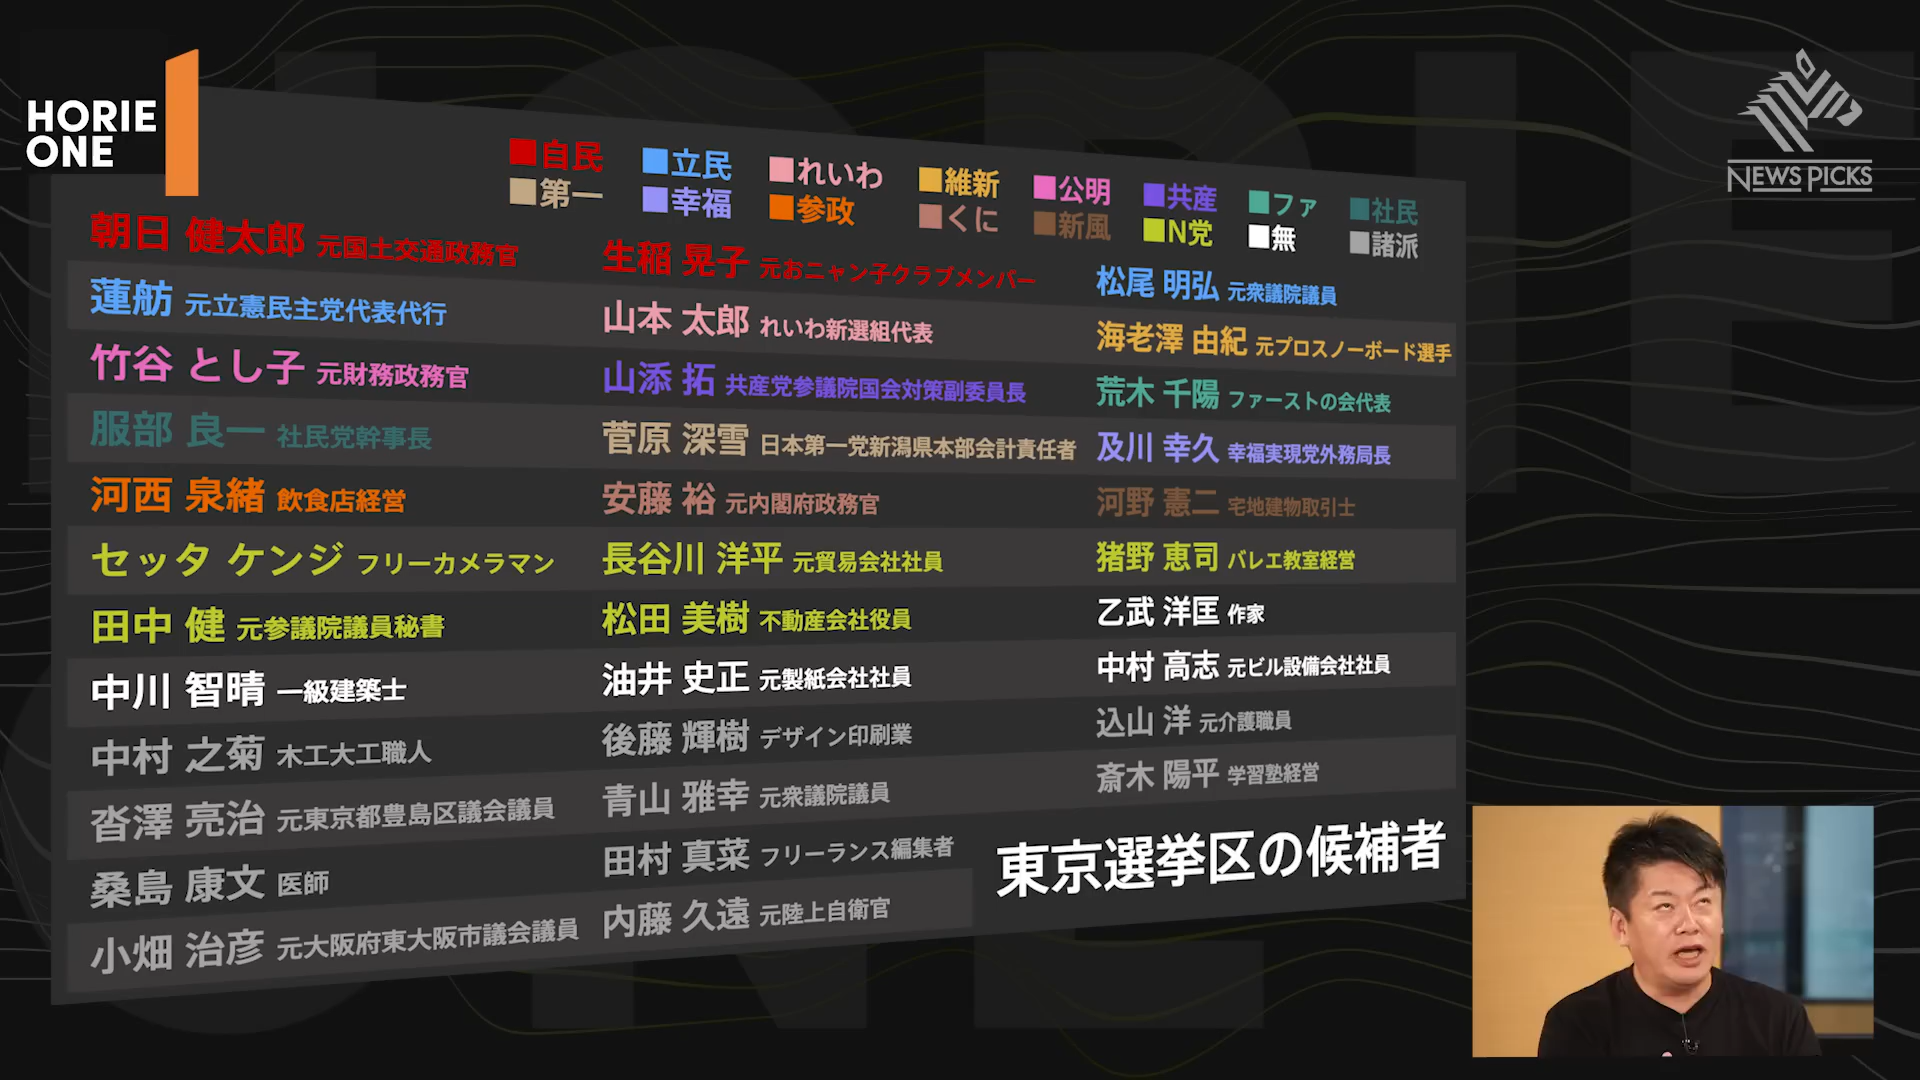 HORIE
ONE
NEWS PICKS
■自民 ■立民 ■れいわ ■維新 ■公明 ■共産 ■ファ ■社民
■第一 ■幸福 ■参政 ■くに ■新風 ■N党 ■無 ■諸派
朝日 健太郎 元国土交通政務官
生稲 晃子 元おニャン子クラブメンバー
松尾 明弘 元衆議院議員
蓮舫 元立憲民主党代表代行
山本 太郎 れいわ新選組代表
海老澤 由紀 元プロスノーボード選手
竹谷 とし子 元財務政務官
山添 拓 共産党参議院国会対策副委員長
荒木 千陽 ファーストの会代表
服部 良一 社民党幹事長
菅原 深雪 日本第一党新潟県本部会計責任者
及川 幸久 幸福実現党外務局長
河西 泉緒 飲食店経営
安藤 裕 元内閣府政務官
河野 憲二 宅地建物取引士
セッタ ケンジ フリーカメラマン
長谷川 洋平 元貿易会社社員
猪野 恵司 バレエ教室経営
田中 健 元参議院議員秘書
松田 美樹 不動産会社役員
乙武 洋匡 作家
中川 智晴 一級建築士
油井 史正 元製紙会社社員
中村 高志 元ビル設備会社社員
中村 之菊 木工大工職人
後藤 輝樹 デザイン印刷業
込山 洋 元介護職員
沓澤 亮治 元東京都豊島区議会議員
青山 雅幸 元衆議院議員
斎木 陽平 学習塾経営
桑島 康文 医師
田村 真菜 フリーランス編集者
小畑 治彦 元大阪府東大阪市議会議員
内藤 久遠 元陸上自衛官
東京選挙区の候補者